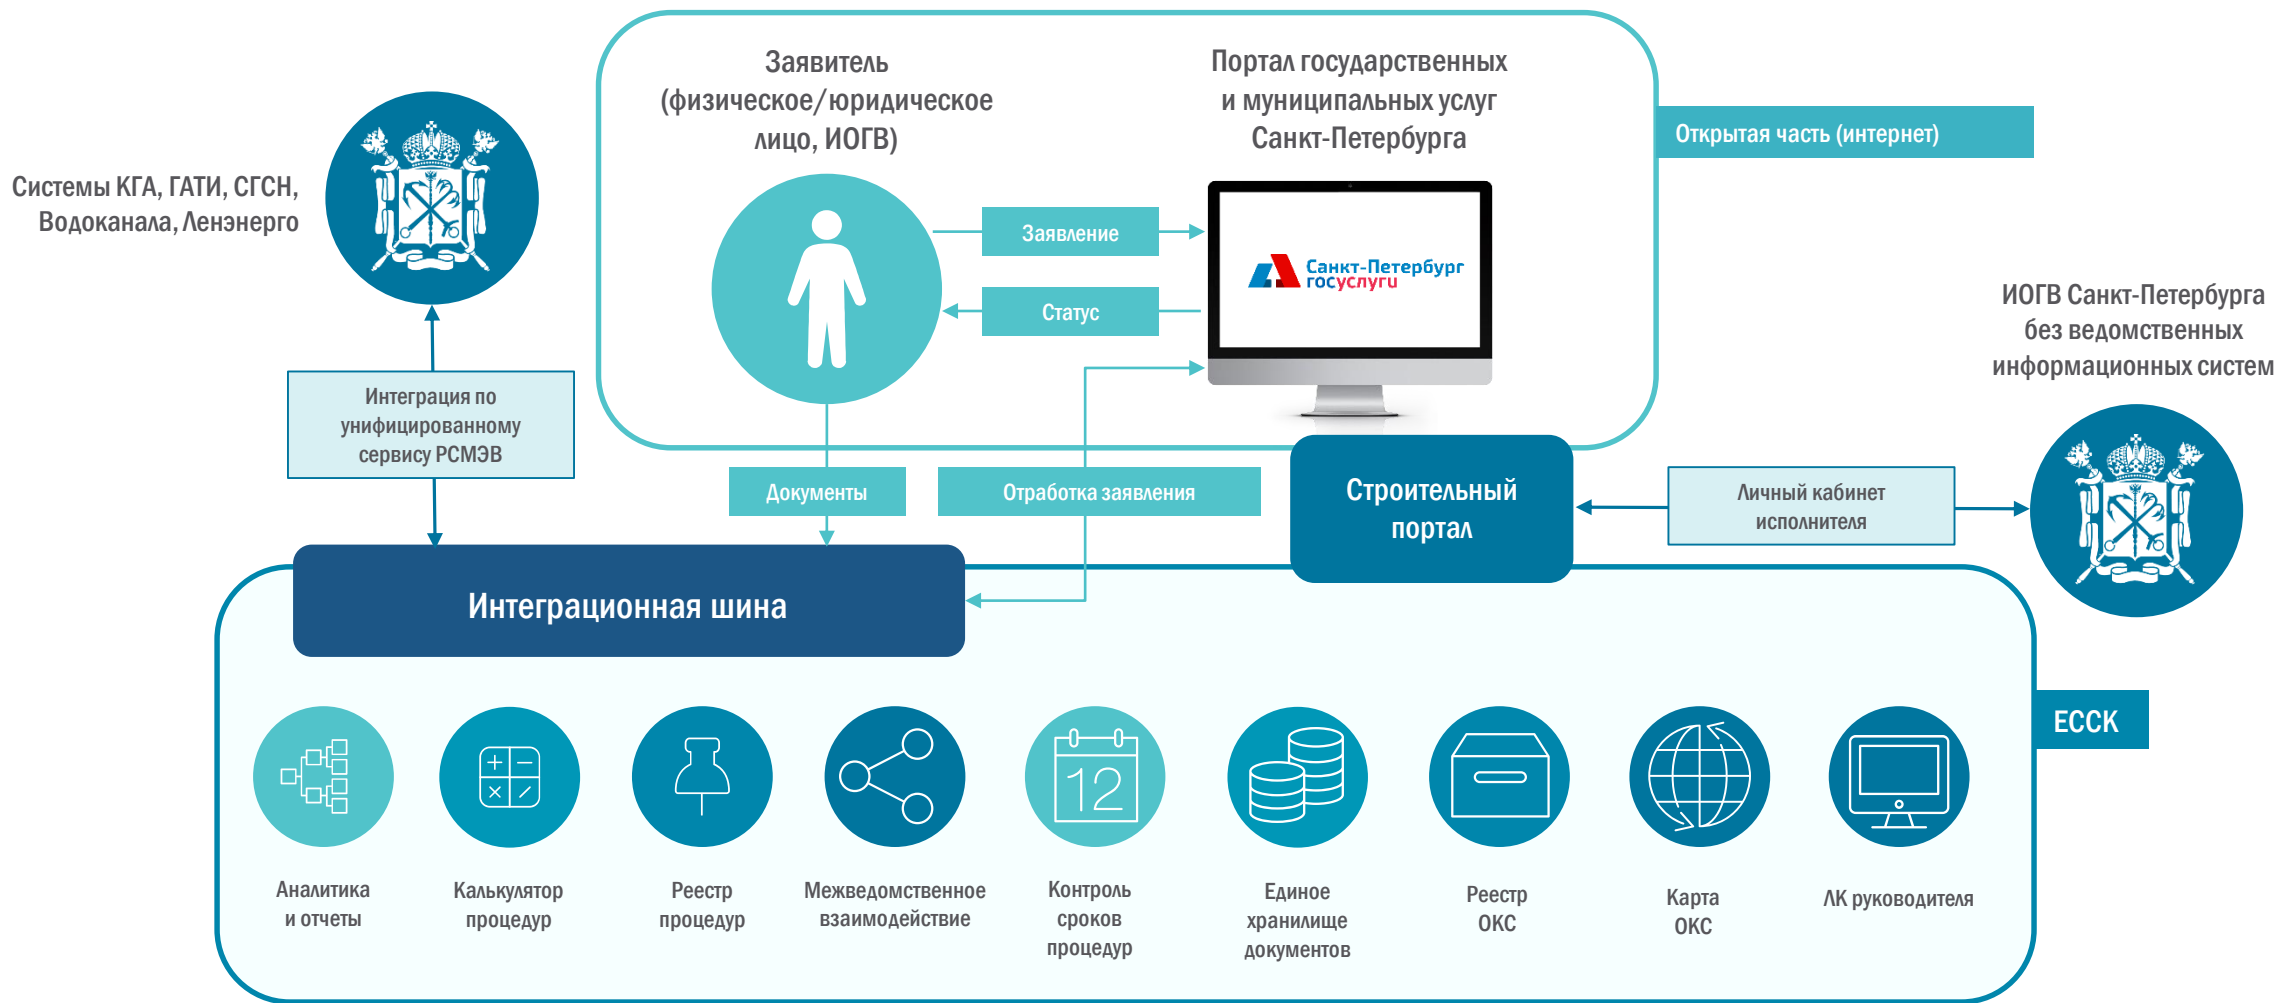 Заявитель
(физическое/юридическое
лицо, ИОГВ)
Портал государственных
и муниципальных услуг
Санкт-Петербурга
Открытая часть (интернет)
Системы КГА, ГАТИ, СГСН,
Водоканала, Ленэнерго
Заявление
Санкт-Петербург
госуслуги
Статус
ИОГВ Санкт-Петербурга
без ведомственных
информационных систем
Интеграция по
унифицированному
сервису РСМЭВ
Документы
Отработка заявления
Строительный
портал
Личный кабинет
исполнителя
Интеграционная шина
ЕССК
12
Аналитика
и отчеты
Калькулятор
процедур
Реестр
процедур
Межведомственное
взаимодействие
Контроль
сроков
процедур
Единое
хранилище
документов
Реестр
ОКС
Карта
ОКС
ЛК руководителя